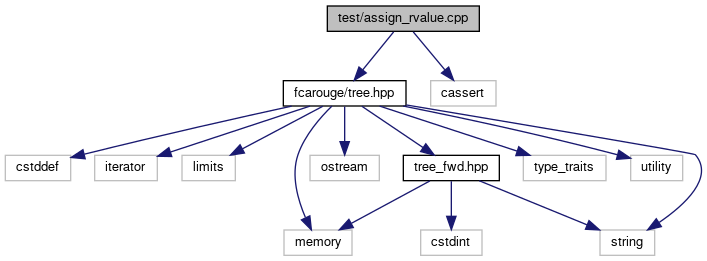 test/assign_rvalue.cpp
fcarouge/tree.hpp
cassert
cstddef
iterator
limits
ostream
tree_fwd.hpp
type_traits
utility
memory
cstdint
string